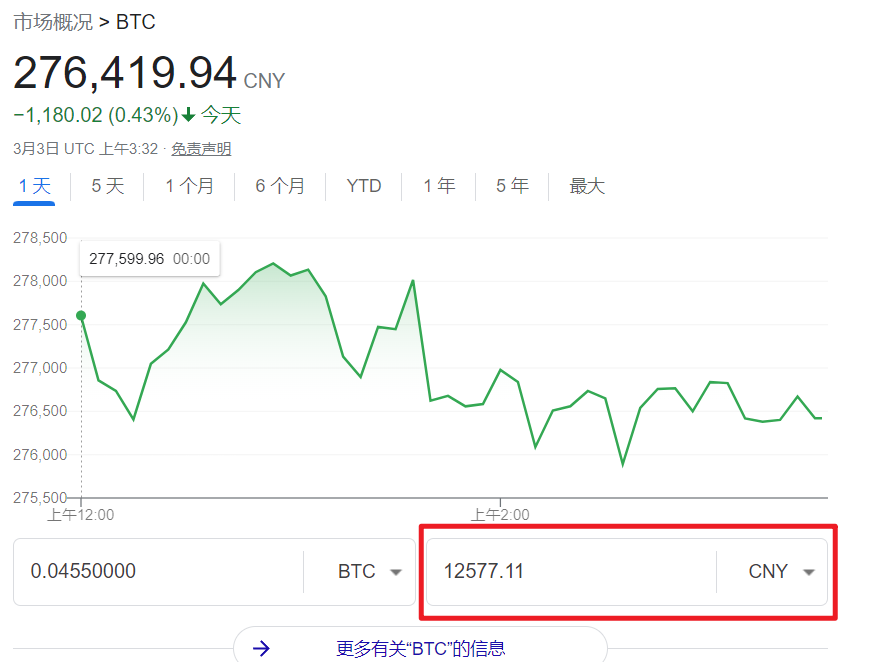 市场概况 > BTC
276,419.94 CNY
−1,180.02 (0.43%) 今天
3月3日 UTC 上午3:32 · 免责声明
1 天 5 天 1 个月 6 个月 YTD 1 年 5 年 最大
278,500
277,599.96 00:00
278,000
277,500
277,000
276,500
276,000
275,500
上午12:00 上午2:00
0.04550000 BTC 12577.11 CNY
更多有关“BTC”的信息